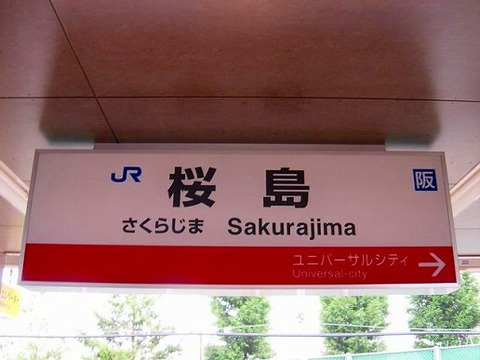 JR 桜島 阪
さくらじま Sakurajima
ユニバーサルシティ →
Universal-city